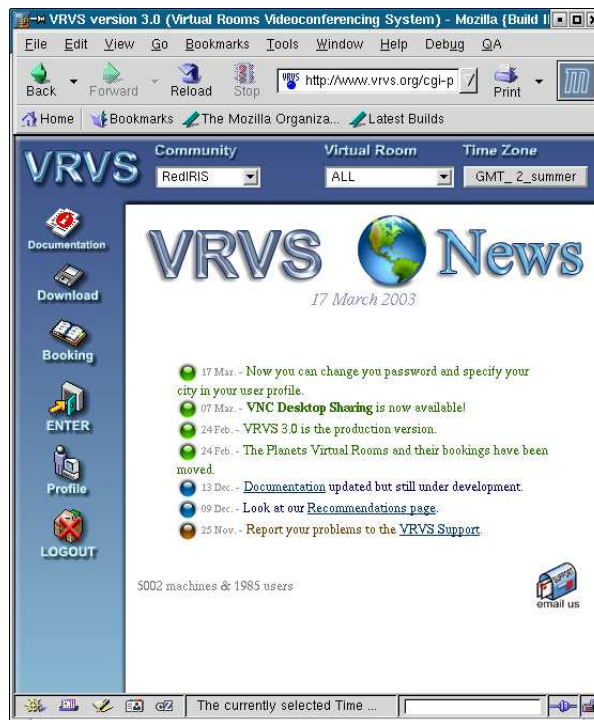 VRVS version 3.0 (Virtual Rooms Videoconferencing System) - Mozilla {Build I
File Edit View Go Bookmarks Tools Window Help Debug QA
Back Forward Reload Stop http://www.vrvs.org/cgi-p Print
Home Bookmarks The Mozilla Organiza... Latest Builds
VRVS Community Virtual Room Time Zone
RedIRIS ALL GMT_ 2_summer
Documentation
Download
Booking
ENTER
Profile
LOGOUT
VRVS News
17 March 2003
17 Mar. - Now you can change you password and specify your
city in your user profile.
07 Mar. - VNC Desktop Sharing is now available!
24 Feb. - VRVS 3.0 is the production version.
24 Feb. - The Planets Virtual Rooms and their bookings have been
moved.
13 Dec. - Documentation updated but still under development.
09 Dec. - Look at our Recommendations page.
25 Nov. - Report your problems to the VRVS Support.
5002 machines & 1985 users
SUPPORT
email us
The currently selected Time ...